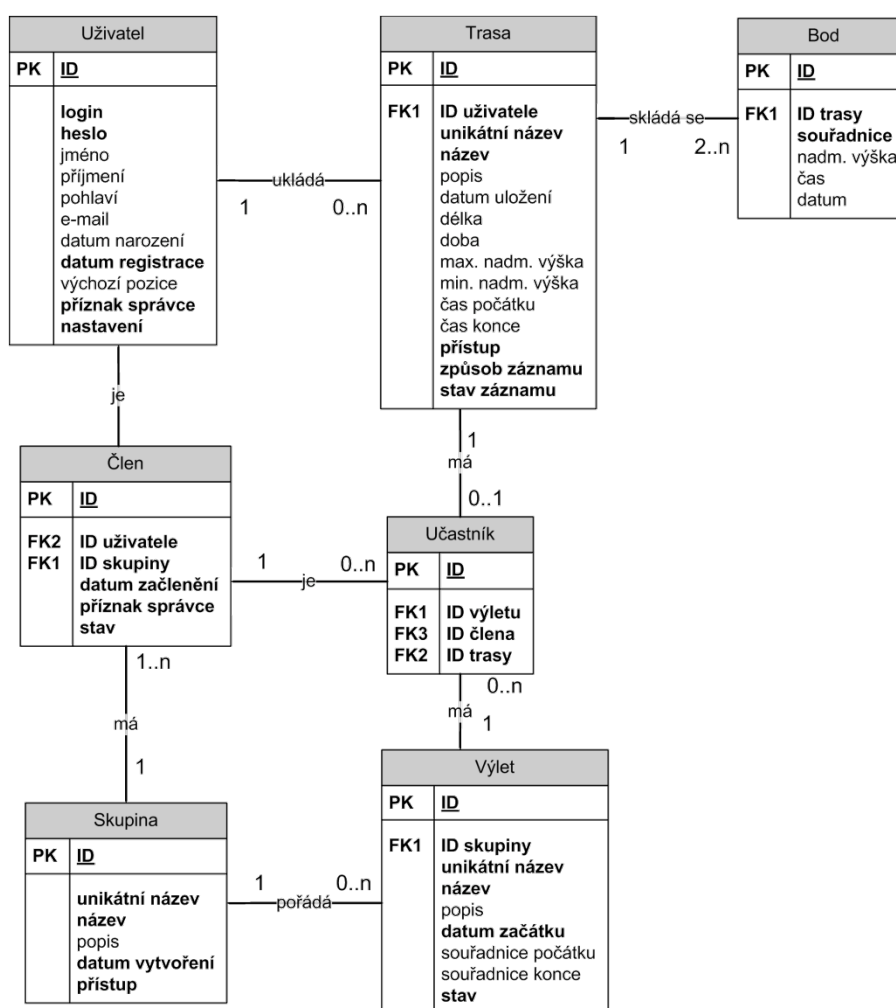 Uživatel
PK ID
login
heslo
jméno
příjmení
pohlaví
e-mail
datum narození
datum registrace
výchozí pozice
příznak správce
nastavení
ukládá
1 0..n
Trasa
PK ID
FK1 ID uživatele
unikátní název
název
popis
datum uložení
délka
doba
max. nadm. výška
min. nadm. výška
čas počátku
čas konce
přístup
způsob záznamu
stav záznamu
skládá se
1 2..n
Bod
PK ID
FK1 ID trasy
souřadnice
nadm. výška
čas
datum
je
1
má
0..1
Člen
PK ID
FK2 ID uživatele
FK1 ID skupiny
datum začlenění
příznak správce
stav
1 0..n
je
Učastník
PK ID
FK1 ID výletu
FK3 ID člena
FK2 ID trasy
1..n
má
1
0..n
má
1
Skupina
PK ID
unikátní název
název
popis
datum vytvoření
přístup
1 0..n
pořádá
Výlet
PK ID
FK1 ID skupiny
unikátní název
název
popis
datum začátku
souřadnice počátku
souřadnice konce
stav